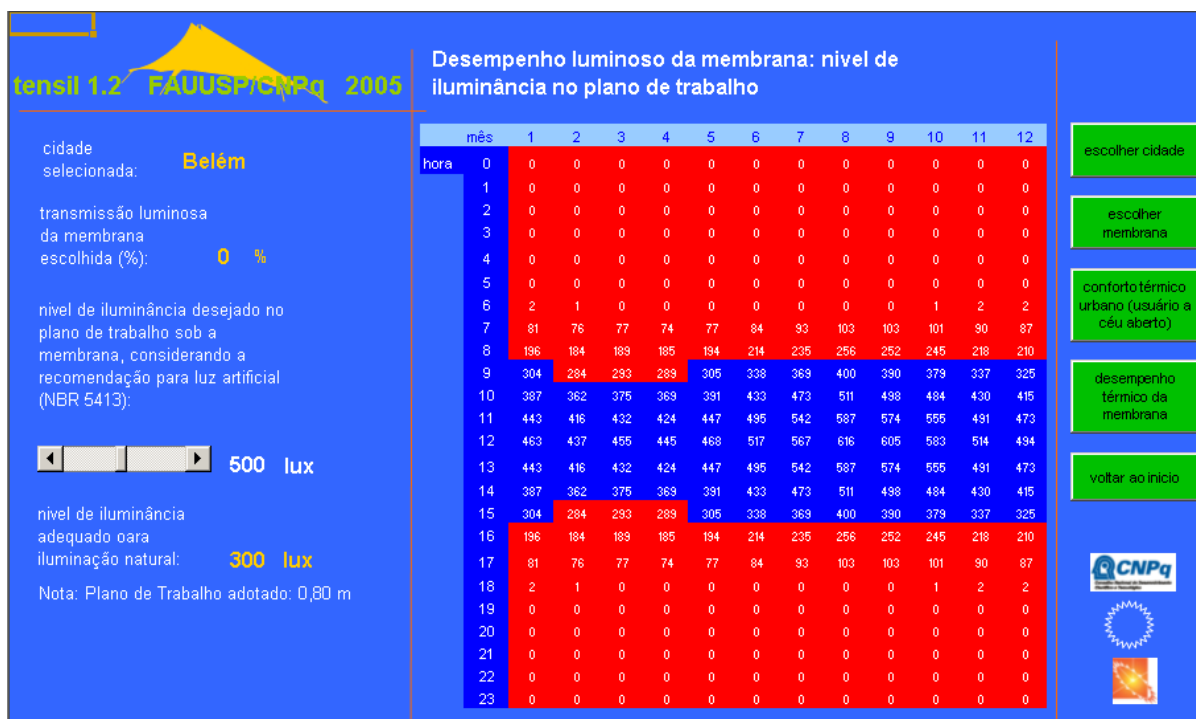 tensil 1.2 FAUUSP/CNPq 2005
Desempenho luminoso da membrana: nivel de
iluminância no plano de trabalho
cidade
selecionada: Belém
transmissão luminosa
da membrana
escolhida (%): 0 %
nivel de iluminância desejado no
plano de trabalho sob a
membrana, considerando a
recomendação para luz artificial
(NBR 5413):
500 lux
nivel de iluminância
adequado oara
iluminação natural: 300 lux
Nota: Plano de Trabalho adotado: 0,80 m
mês 1 2 3 4 5 6 7 8 9 10 11 12
hora 0 0 0 0 0 0 0 0 0 0 0 0 0
1 0 0 0 0 0 0 0 0 0 0 0 0
2 0 0 0 0 0 0 0 0 0 0 0 0
3 0 0 0 0 0 0 0 0 0 0 0 0
4 0 0 0 0 0 0 0 0 0 0 0 0
5 0 0 0 0 0 0 0 0 0 0 0 0
6 2 1 0 0 0 0 0 0 0 1 2 2
7 81 76 77 74 77 84 93 103 103 101 90 87
8 196 184 189 185 194 214 235 256 252 245 218 210
9 304 284 293 289 305 338 369 400 390 379 337 325
10 387 362 375 369 391 433 473 511 498 484 430 415
11 443 416 432 424 447 495 542 587 574 555 491 473
12 463 437 455 445 468 517 567 616 605 583 514 494
13 443 416 432 424 447 495 542 587 574 555 491 473
14 387 362 375 369 391 433 473 511 498 484 430 415
15 304 284 293 289 305 338 369 400 390 379 337 325
16 196 184 189 185 194 214 235 256 252 245 218 210
17 81 76 77 74 77 84 93 103 103 101 90 87
18 2 1 0 0 0 0 0 0 0 1 2 2
19 0 0 0 0 0 0 0 0 0 0 0 0
20 0 0 0 0 0 0 0 0 0 0 0 0
21 0 0 0 0 0 0 0 0 0 0 0 0
22 0 0 0 0 0 0 0 0 0 0 0 0
23 0 0 0 0 0 0 0 0 0 0 0 0
escolher cidade
escolher
membrana
conforto térmico
urbano (usuário a
céu aberto)
desempenho
térmico da
membrana
voltar ao inicio
CNPq